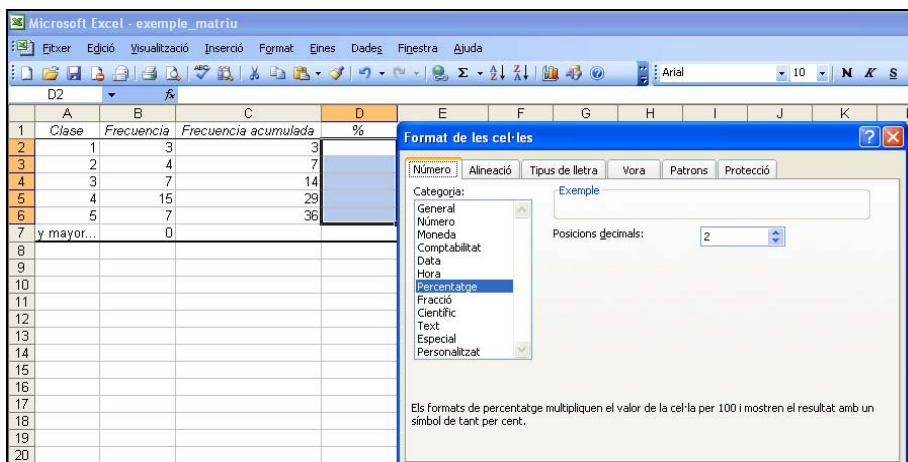 Microsoft Excel - exemple_matriu
Fitxer Edició Visualització Inserció Format Eines Dades Finestra Ajuda
Arial 10 N K S
D2 fx
A B C D E F G H I J K
1 Clase Frecuencia Frecuencia acumulada %
2 1 3 3
3 2 4 7
4 3 7 14
5 4 15 29
6 5 7 36
7 y mayor... 0
8
9
10
11
12
13
14
15
16
17
18
19
20
Format de les cel·les
Número Alineació Tipus de lletra Vora Patrons Protecció
Categoria: Exemple
General
Número
Moneda
Comptabilitat
Data
Hora
Percentatge
Fracció
Científic
Text
Especial
Personalitzat
Posicions decimals: 2
Els formats de percentatge multipliquen el valor de la cel·la per 100 i mostren el resultat amb un
símbol de tant per cent.